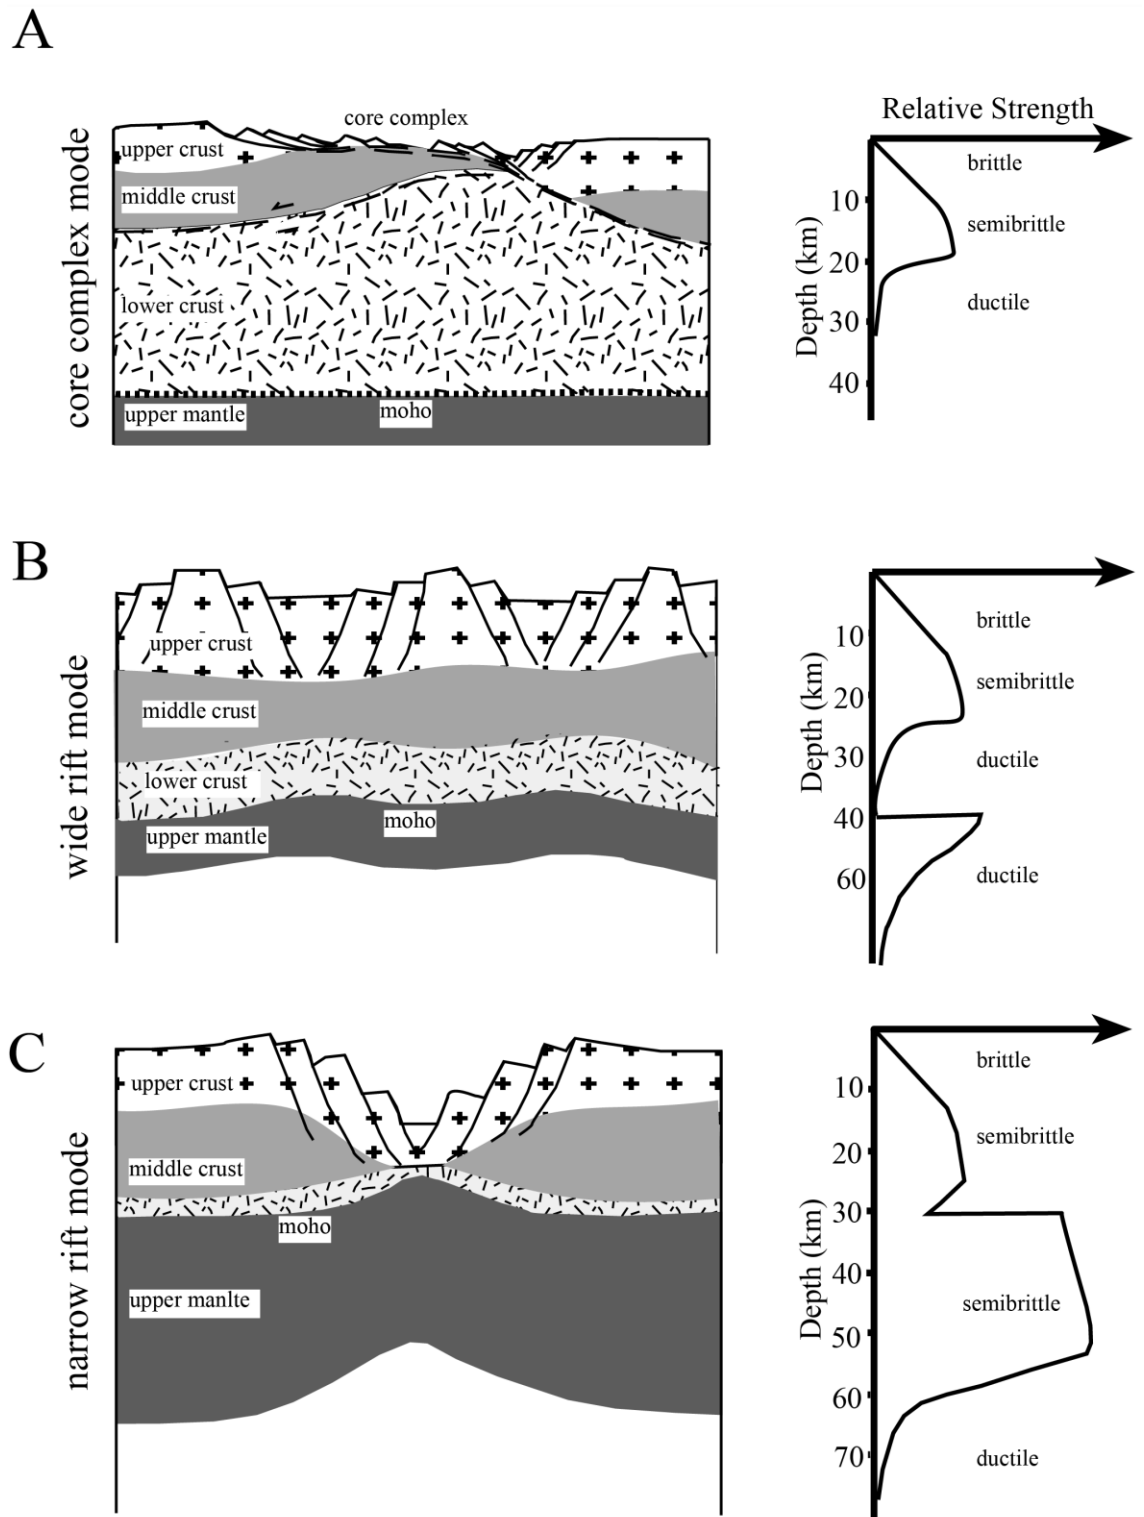 A
core complex mode
core complex
upper crust
middle crust
lower crust
upper mantle
moho
Relative Strength
Depth (km)
10
20
30
40
brittle
semibrittle
ductile
B
wide rift mode
upper crust
middle crust
lower crust
upper mantle
moho
Depth (km)
10
20
30
40
60
brittle
semibrittle
ductile
ductile
C
narrow rift mode
upper crust
middle crust
moho
upper manlte
Depth (km)
10
20
30
40
50
60
70
brittle
semibrittle
semibrittle
ductile